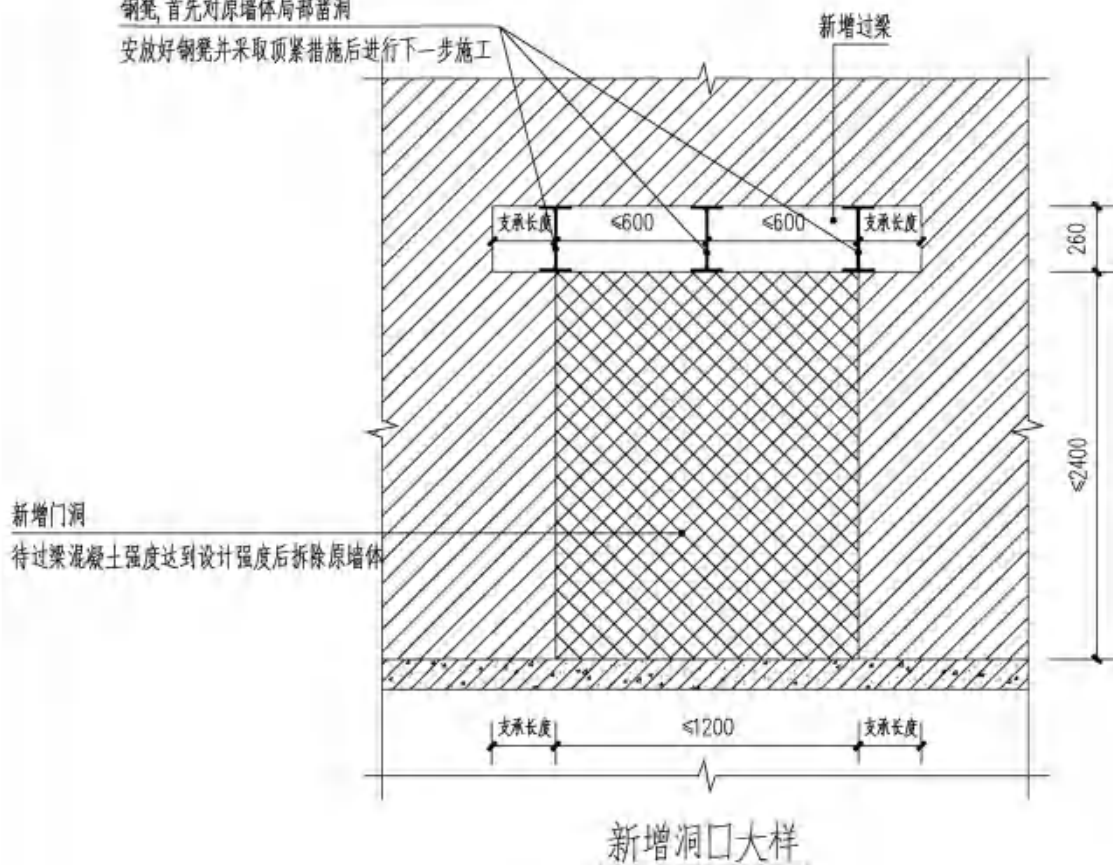 钢凳,首先对原墙体局部凿洞
安放好钢凳并采取顶紧措施后进行下一步施工
新增过梁
支承长度
≤600
≤600
支承长度
260
≤2400
新增门洞
待过梁混凝土强度达到设计强度后拆除原墙体
支承长度
≤1200
支承长度
新增洞口大样